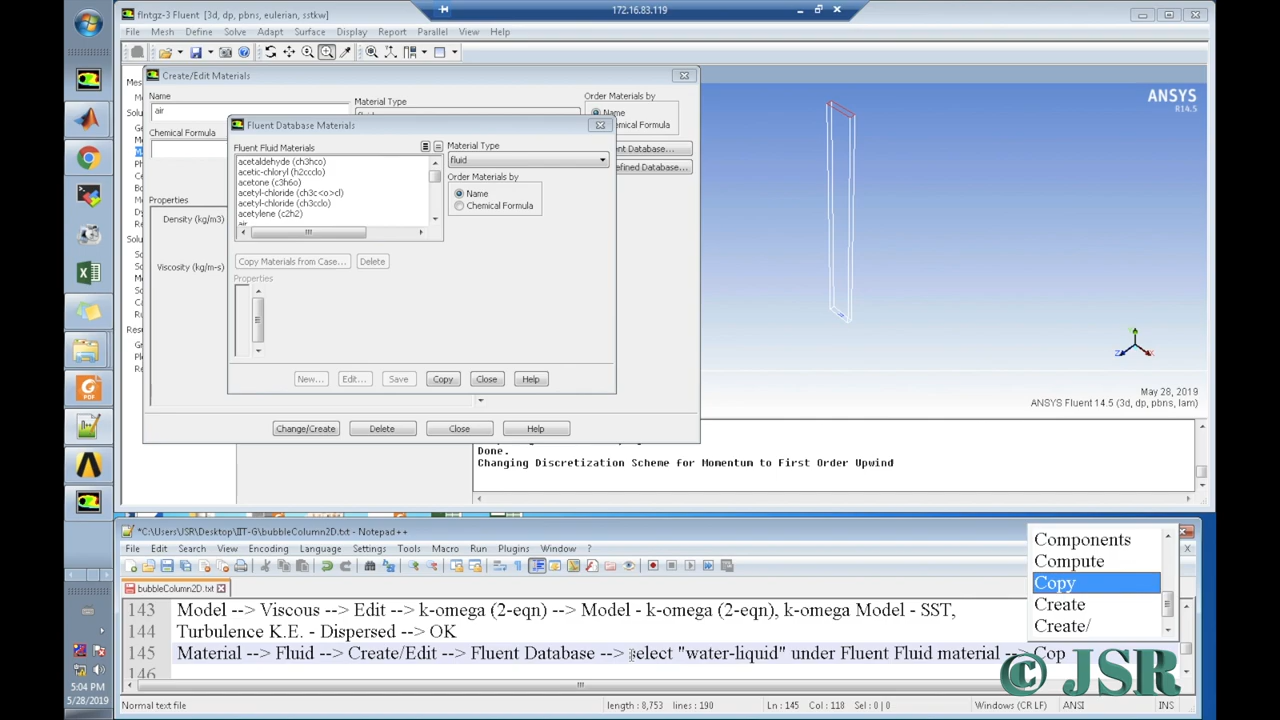 172.16.83.119
flntgz-3 Fluent [3d, dp, pbns, eulerian, sstkw]
File Mesh Define Solve Adapt Surface Display Report Parallel View Help
Create/Edit Materials
Name
air
Material Type
Order Materials by
Name
Chemical Formula
Fluent Database Materials
Fluent Fluid Materials
acetaldehyde (ch3hco)
acetic-chloryl (h2ccclo)
acetone (c3h6o)
acetyl-chloride (ch3c<o>cl)
acetyl-chloride (ch3cclo)
acetylene (c2h2)
air
Material Type
fluid
Order Materials by
Name
Chemical Formula
Copy Materials from Case... Delete
Properties
New... Edit... Save Copy Close Help
Properties
Density (kg/m3)
Viscosity (kg/m-s)
Change/Create Delete Close Help
ANSYS
R14.5
May 28, 2019
ANSYS Fluent 14.5 (3d, dp, pbns, lam)
Done.
Changing Discretization Scheme for Momentum to First Order Upwind
*C:\Users\JSR\Desktop\IIT-G\bubbleColumn2D.txt - Notepad++
File Edit Search View Encoding Language Settings Tools Macro Run Plugins Window ?
bubbleColumn2D.txt
143 Model --> Viscous --> Edit --> k-omega (2-eqn) --> Model - k-omega (2-eqn), k-omega Model - SST,
144 Turbulence K.E. - Dispersed --> OK
145 Material --> Fluid --> Create/Edit --> Fluent Database --> select "water-liquid" under Fluent Fluid material --> Cop
146
Components
Compute
Copy
Create
Create/
© JSR
Normal text file length : 8,753 lines : 190 Ln : 145 Col : 118 Sel : 0 | 0 Windows (CR LF) ANSI INS
5:04 PM
5/28/2019